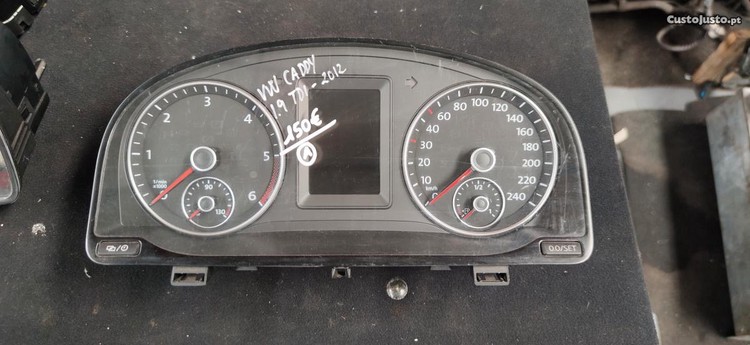 CustoJusto.pt
VW CADDY
1.9 TDI - 2012
150€
A
1 2 3 4 5 6
1/min
x1000
90
130
0 10 20 30 40 60 80 100 120 140 160 180 200 220 240
km/h
1/2
0.0/SET